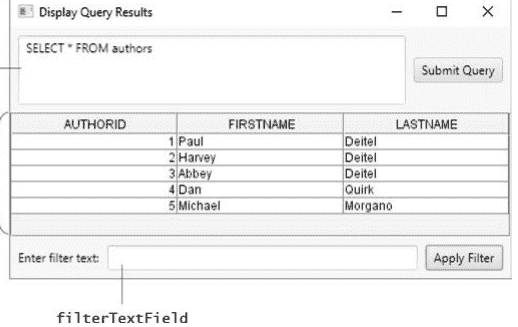 Display Query Results
SELECT * FROM authors
Submit Query
AUTHORID FIRSTNAME LASTNAME
1 Paul Deitel
2 Harvey Deitel
3 Abbey Deitel
4 Dan Quirk
5 Michael Morgano
Enter filter text: Apply Filter
filterTextField